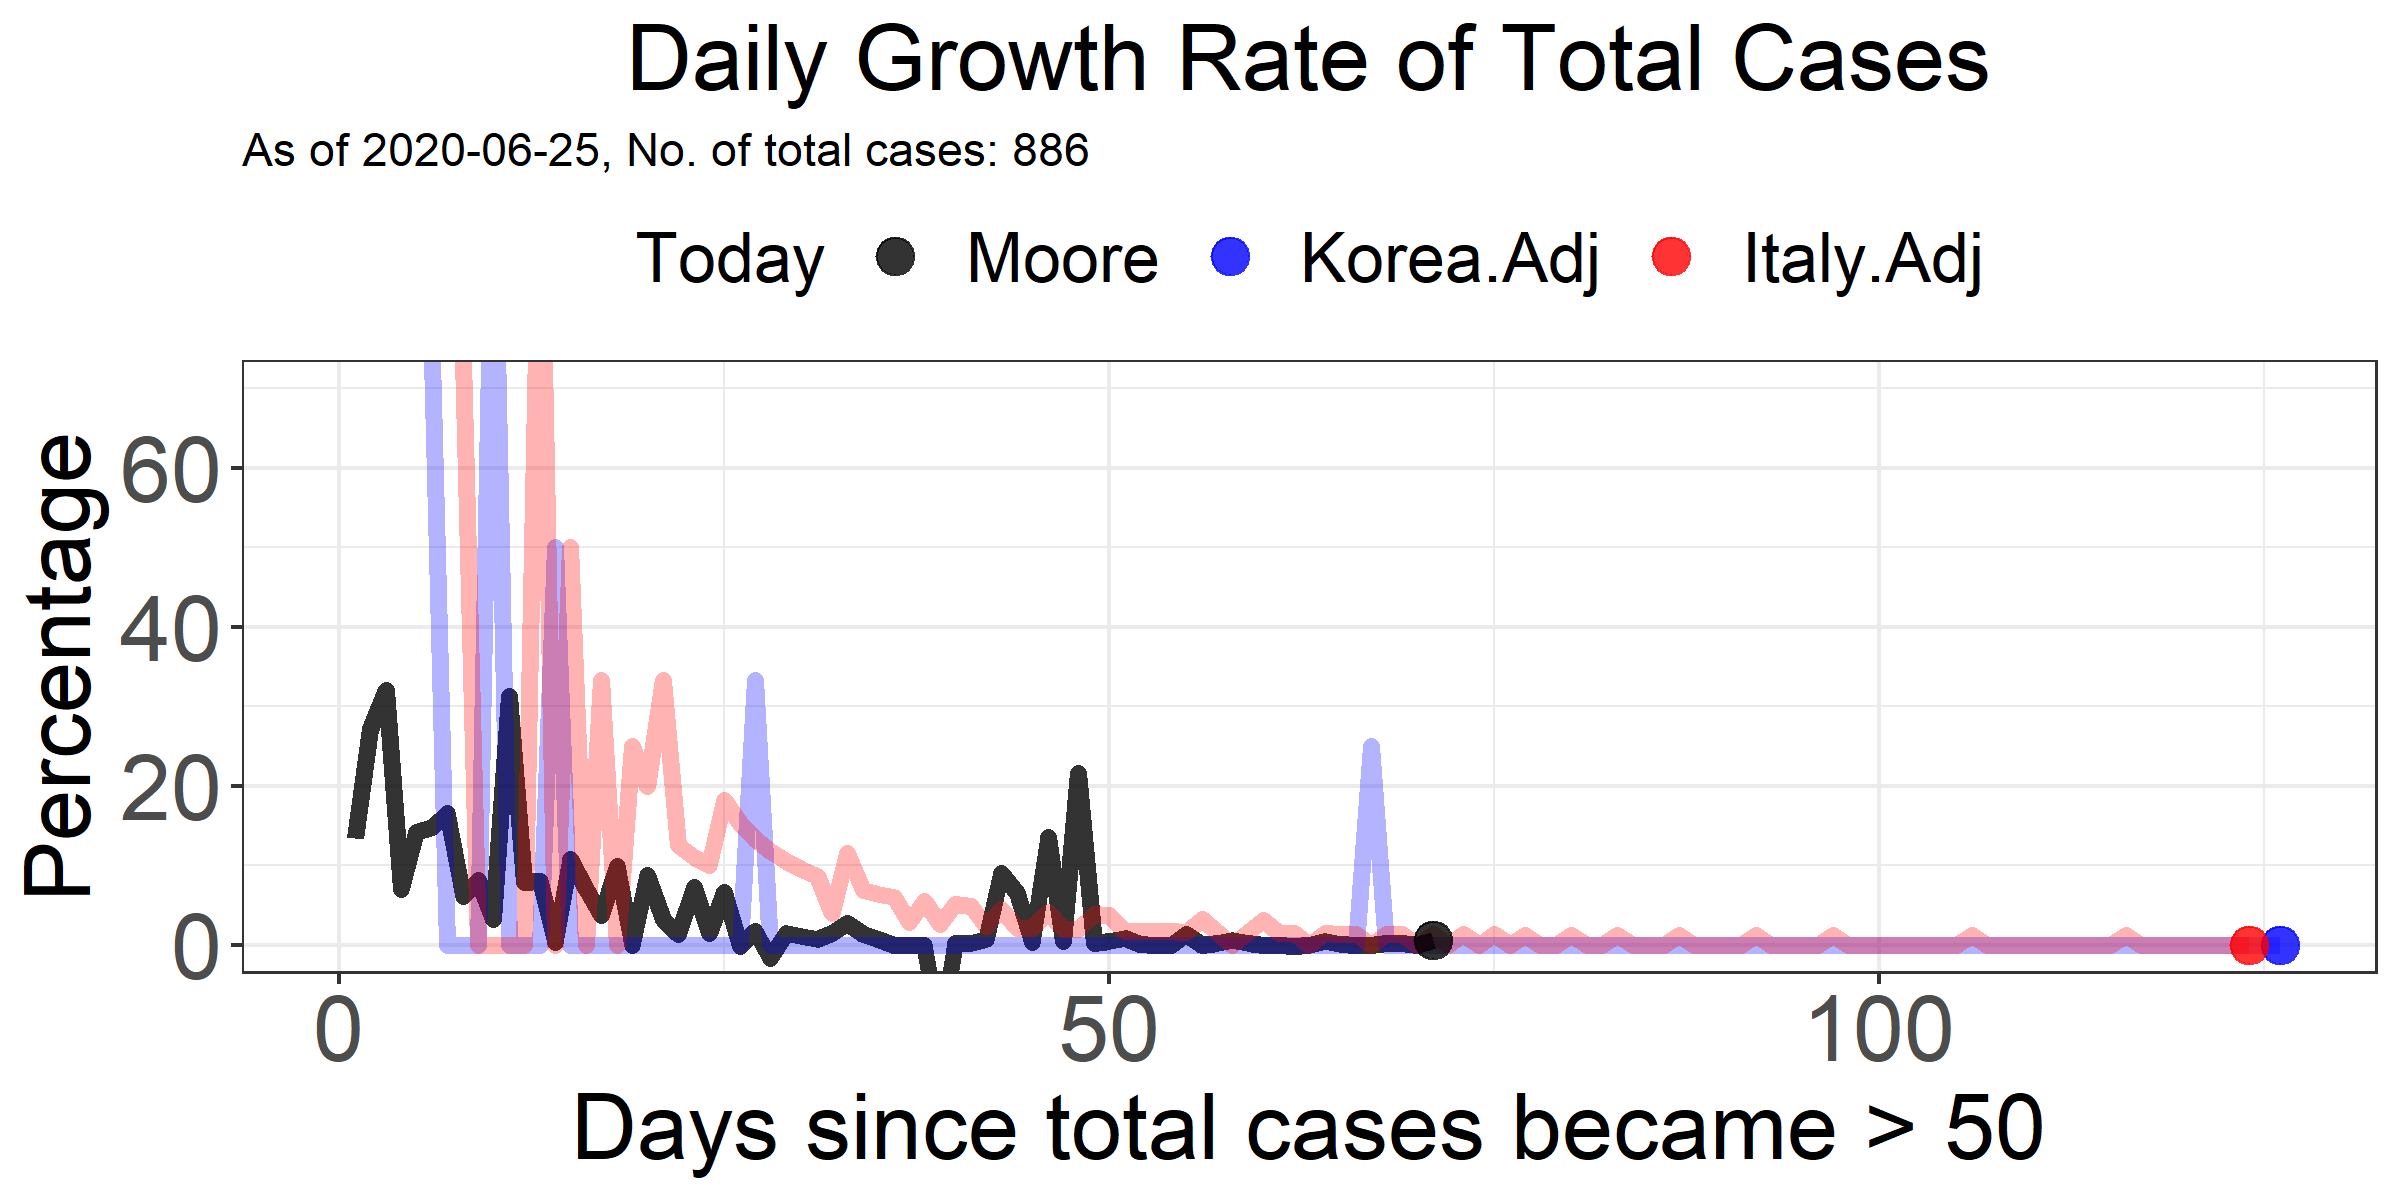 Daily Growth Rate of Total Cases
As of 2020-06-25, No. of total cases: 886
Today Moore Korea.Adj Italy.Adj
Percentage
60
40
20
0
0 50 100
Days since total cases became > 50